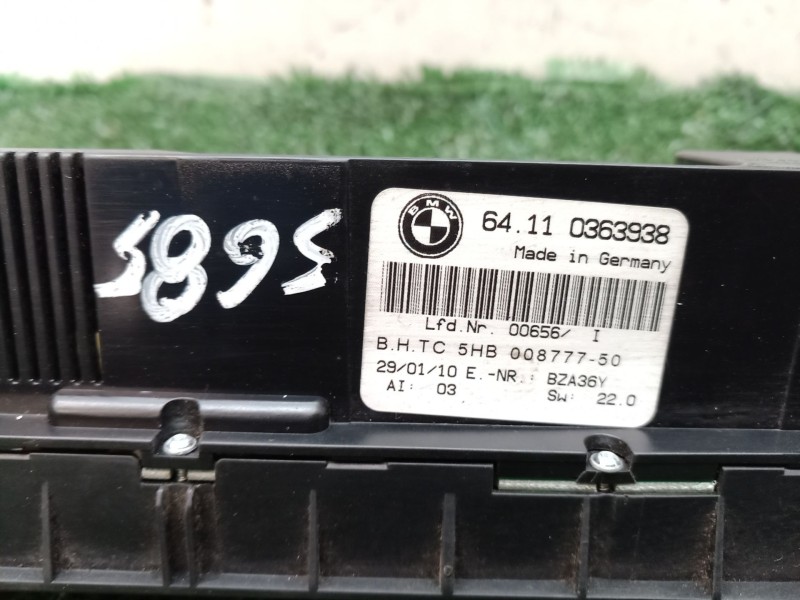 5865
BMW
64.11 0363938
Made in Germany
Lfd.Nr. 00656/ I
B.H.TC 5HB 008777-50
29/01/10 E.-NR.: BZA36Y
AI: 03 SW: 22.0